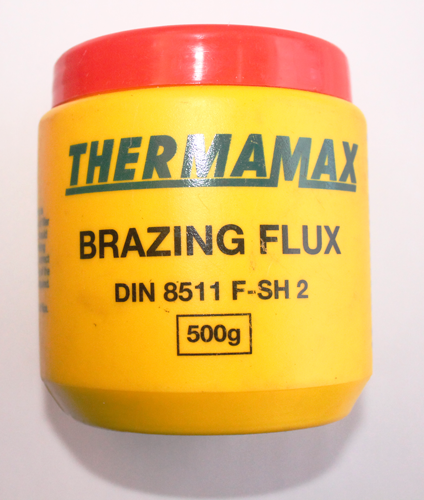 THERMAMAX
BRAZING FLUX
DIN 8511 F-SH 2
500g